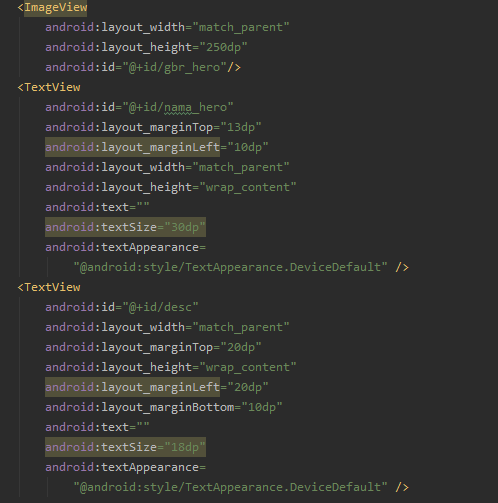 <ImageView
android:layout_width="match_parent"
android:layout_height="250dp"
android:id="@+id/gbr_hero"/>
<TextView
android:id="@+id/nama_hero"
android:layout_marginTop="13dp"
android:layout_marginLeft="10dp"
android:layout_width="match_parent"
android:layout_height="wrap_content"
android:text=""
android:textSize="30dp"
android:textAppearance=
"@android:style/TextAppearance.DeviceDefault" />
<TextView
android:id="@+id/desc"
android:layout_width="match_parent"
android:layout_marginTop="20dp"
android:layout_height="wrap_content"
android:layout_marginLeft="20dp"
android:layout_marginBottom="10dp"
android:text=""
android:textSize="18dp"
android:textAppearance=
"@android:style/TextAppearance.DeviceDefault" />